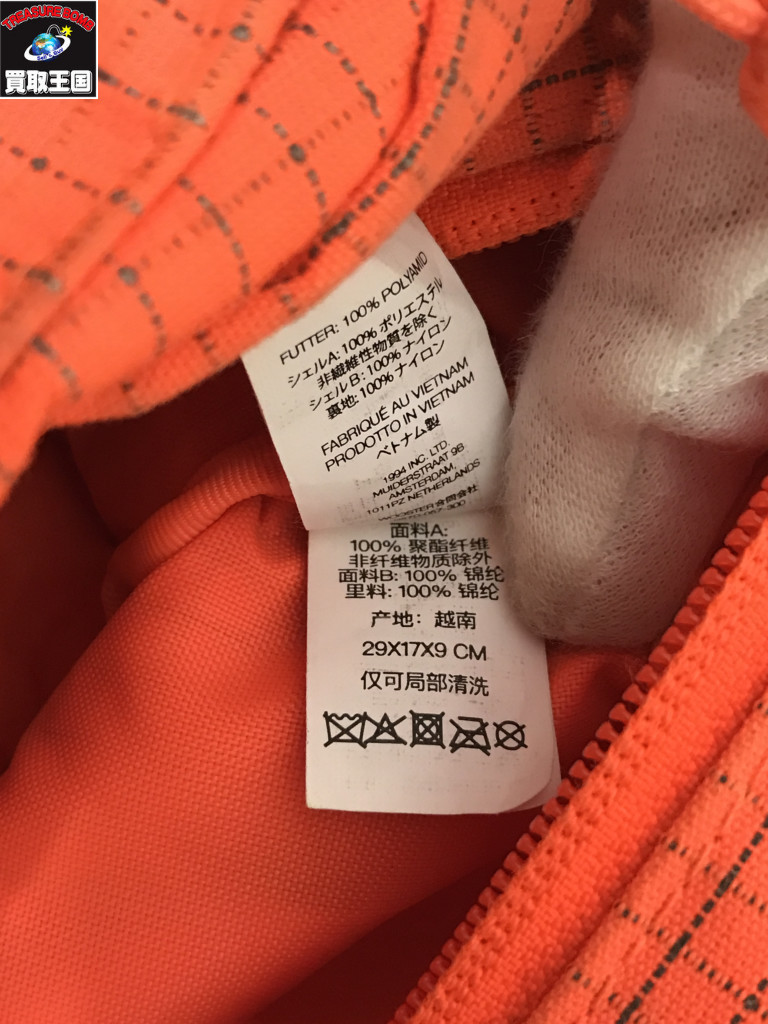 TREASURE BOMB
買取王国
FUTTER: 100% POLYAMID
シェルA: 100% ポリエステル
非繊維性物質を除く
シェルB: 100% ナイロン
裏地: 100% ナイロン
FABRIQUÉ AU VIETNAM
PRODOTTO IN VIETNAM
ベトナム製
1994 INC. LTD.
MUIDERSTRAAT 9B
AMSTERDAM,
1011PZ NETHERLANDS
合同会社
面料A:
100% 聚酯纤维
非纤维物质除外
面料B: 100% 锦纶
里料: 100% 锦纶
产地: 越南
29X17X9 CM
仅可局部清洗